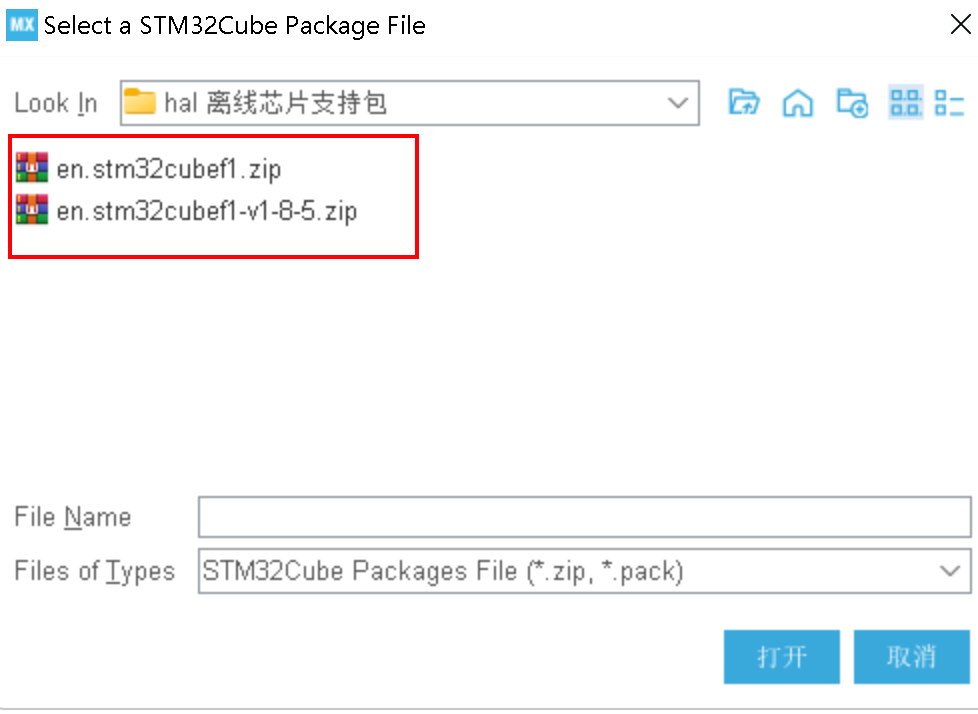 MX Select a STM32Cube Package File
Look In hal 离线芯片支持包
en.stm32cubef1.zip
en.stm32cubef1-v1-8-5.zip
File Name
Files of Types STM32Cube Packages File (*.zip, *.pack)
打开 取消